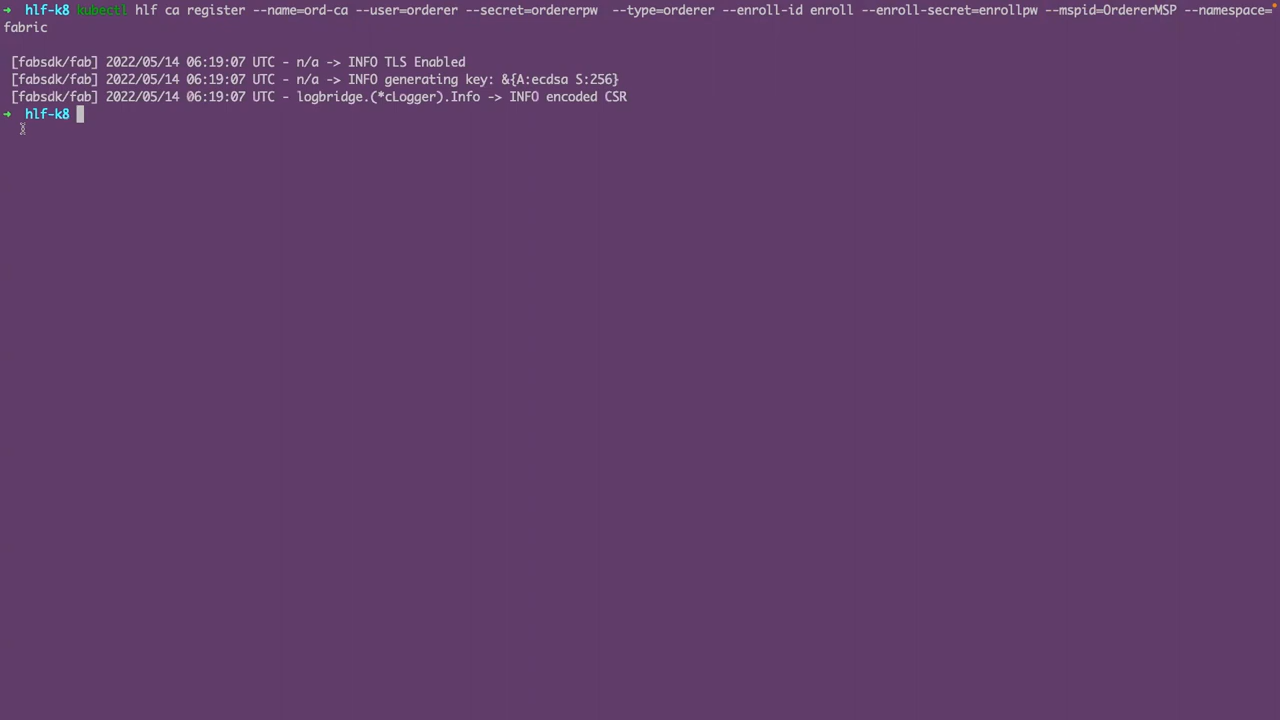 ➜  hlf-k8 kubectl hlf ca register --name=ord-ca --user=orderer --secret=ordererpw  --type=orderer --enroll-id enroll --enroll-secret=enrollpw --mspid=OrdererMSP --namespace=
fabric
[fabsdk/fab] 2022/05/14 06:19:07 UTC - n/a -> INFO TLS Enabled
[fabsdk/fab] 2022/05/14 06:19:07 UTC - n/a -> INFO generating key: &{A:ecdsa S:256}
[fabsdk/fab] 2022/05/14 06:19:07 UTC - logbridge.(*cLogger).Info -> INFO encoded CSR
➜  hlf-k8